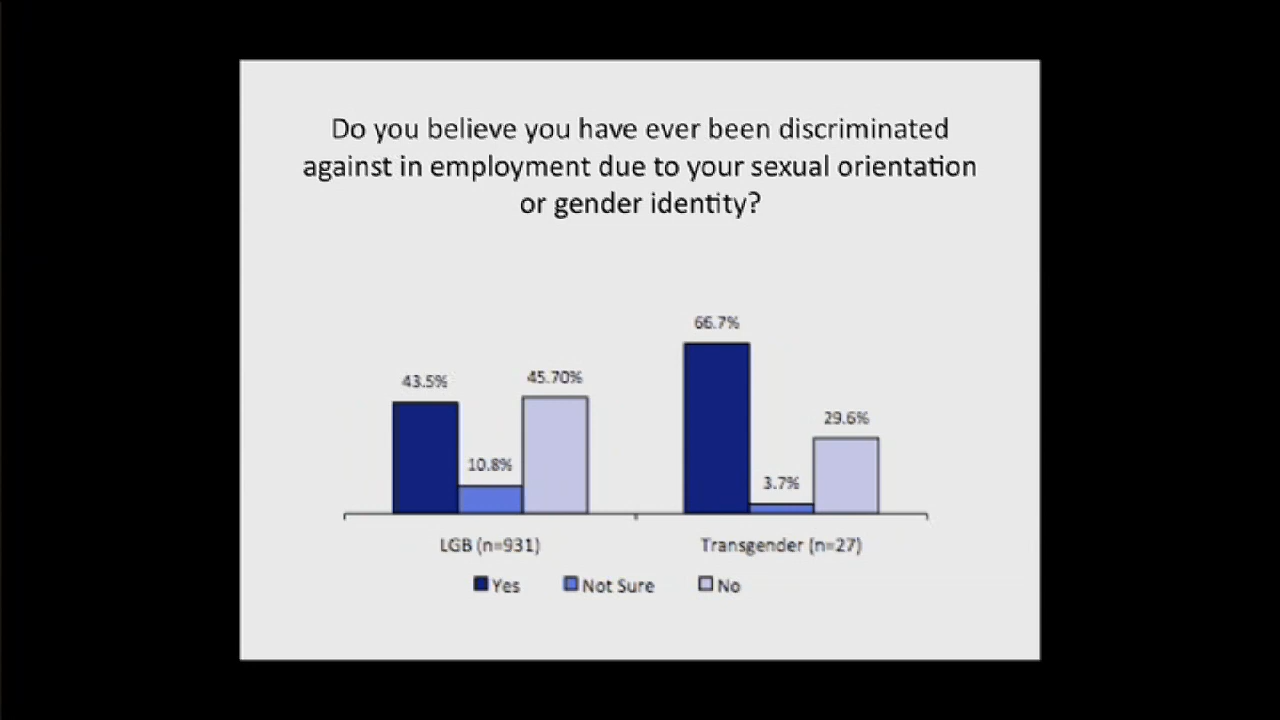 Do you believe you have ever been discriminated
against in employment due to your sexual orientation
or gender identity?
66.7%
43.5%
45.70%
29.6%
10.8%
3.7%
LGB (n=931)
Transgender (n=27)
Yes
Not Sure
No